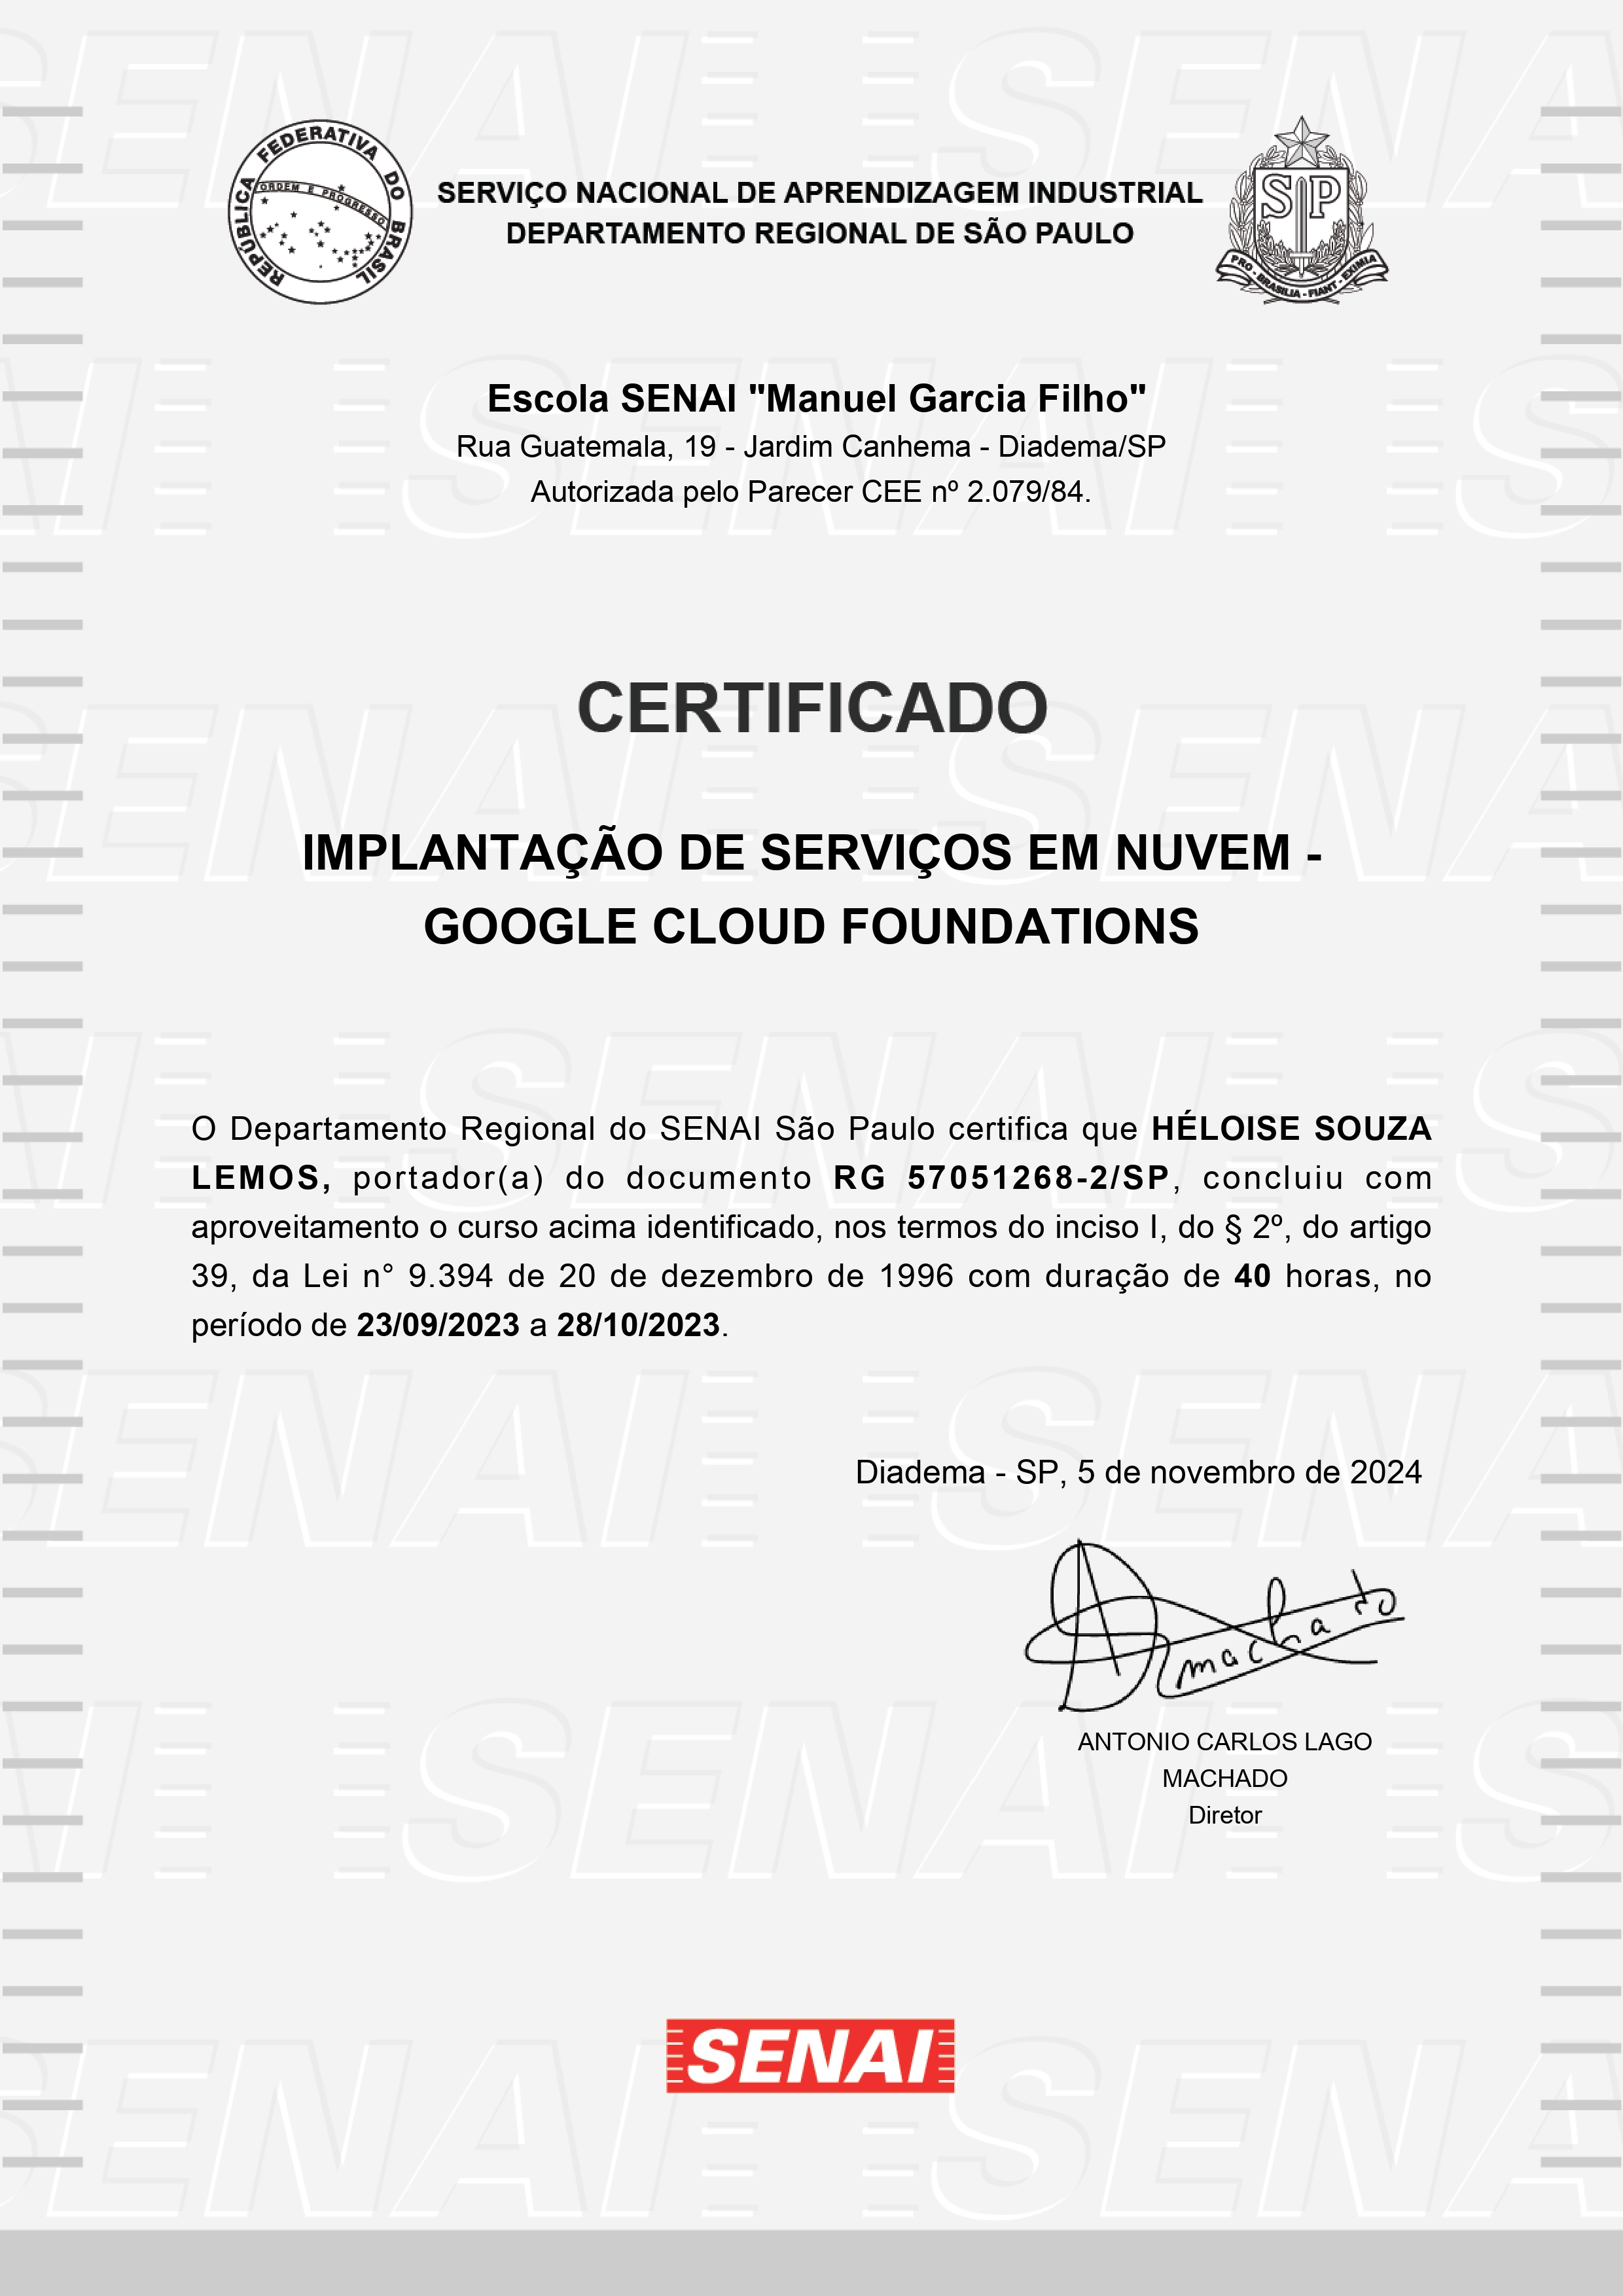 REPÚBLICA FEDERATIVA DO BRASIL
ORDEM E PROGRESSO
SERVIÇO NACIONAL DE APRENDIZAGEM INDUSTRIAL
DEPARTAMENTO REGIONAL DE SÃO PAULO
SP
PRO - BRASILIA - FIANT - EXIMIA
Escola SENAI "Manuel Garcia Filho"
Rua Guatemala, 19 - Jardim Canhema - Diadema/SP
Autorizada pelo Parecer CEE nº 2.079/84.
CERTIFICADO
IMPLANTAÇÃO DE SERVIÇOS EM NUVEM -
GOOGLE CLOUD FOUNDATIONS
O Departamento Regional do SENAI São Paulo certifica que HÉLOISE SOUZA
LEMOS, portador(a) do documento RG 57051268-2/SP, concluiu com
aproveitamento o curso acima identificado, nos termos do inciso I, do § 2º, do artigo
39, da Lei n° 9.394 de 20 de dezembro de 1996 com duração de 40 horas, no
período de 23/09/2023 a 28/10/2023.
Diadema - SP, 5 de novembro de 2024
machado
ANTONIO CARLOS LAGO
MACHADO
Diretor
SENAI